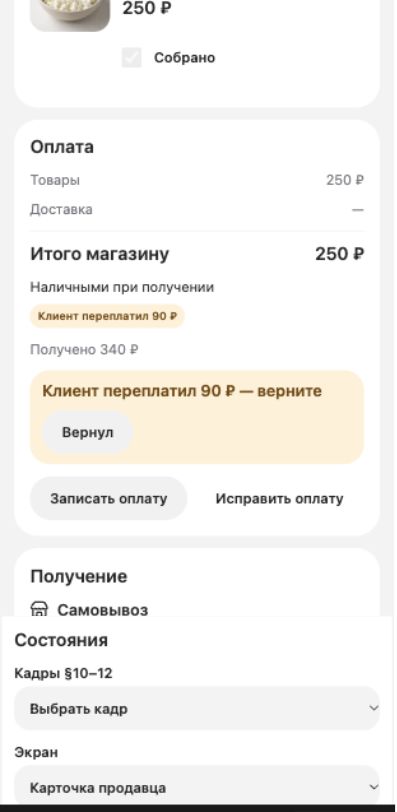 250 ₽
Собрано
Оплата
Товары 250 ₽
Доставка —
Итого магазину 250 ₽
Наличными при получении
Клиент переплатил 90 ₽
Получено 340 ₽
Клиент переплатил 90 ₽ — верните
Вернул
Записать оплату Исправить оплату
Получение
Самовывоз
Состояния
Кадры §10–12
Выбрать кадр
Экран
Карточка продавца